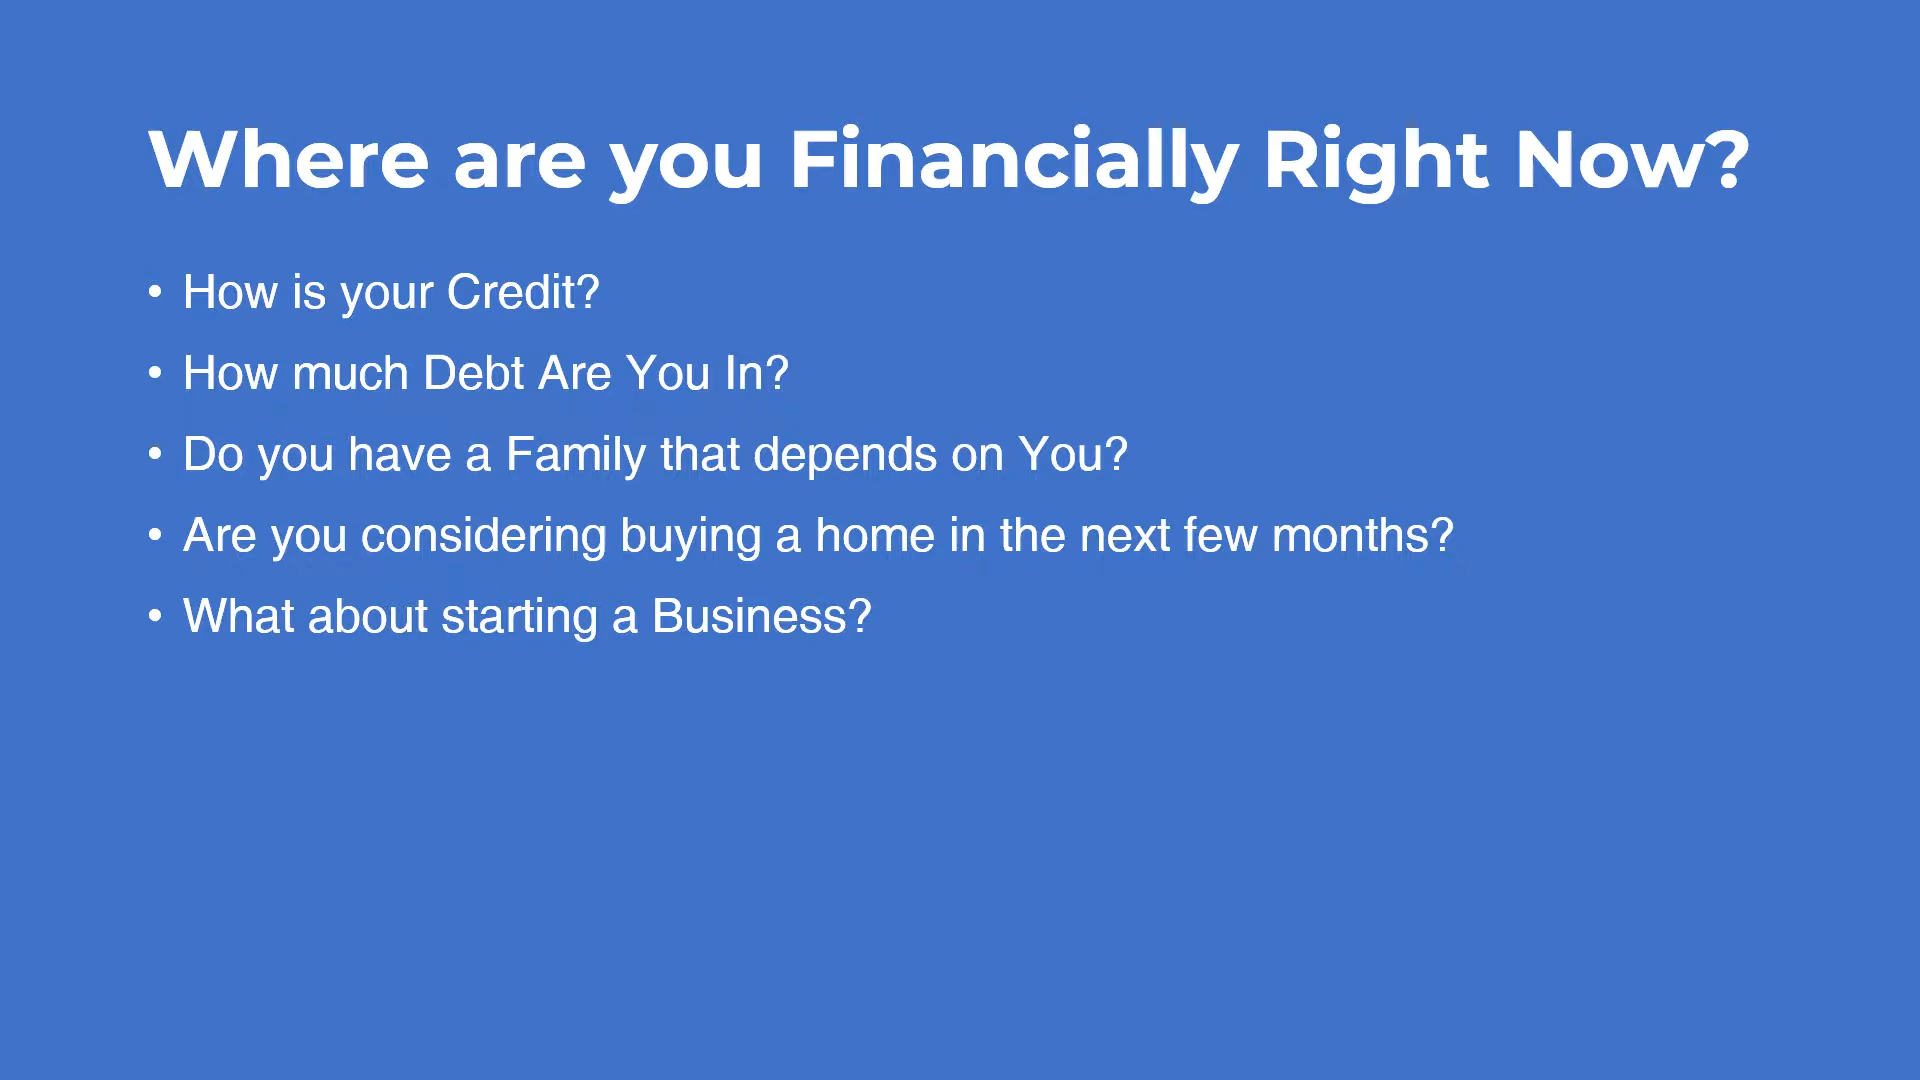 Where are you Financially Right Now?
• How is your Credit?
• How much Debt Are You In?
• Do you have a Family that depends on You?
• Are you considering buying a home in the next few months?
• What about starting a Business?